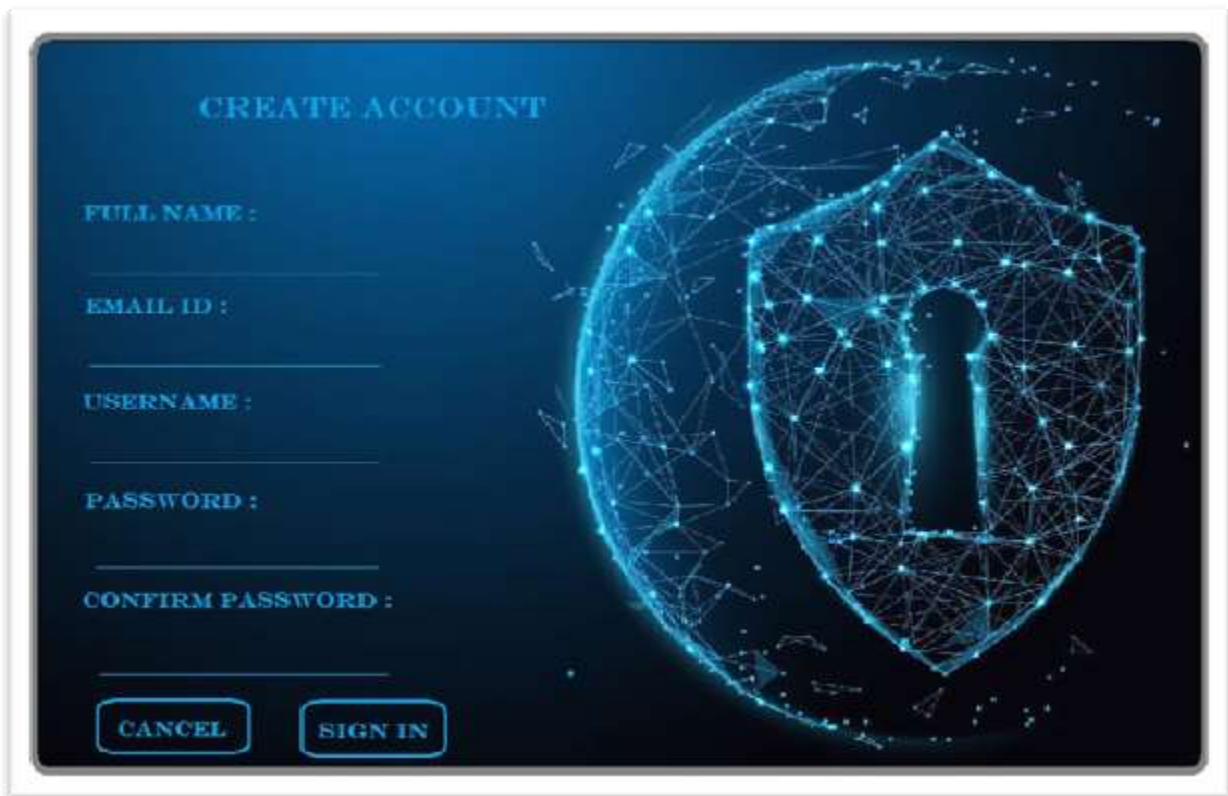 CREATE ACCOUNT
FULL NAME :
EMAIL ID :
USERNAME :
PASSWORD :
CONFIRM PASSWORD :
CANCEL
SIGN IN